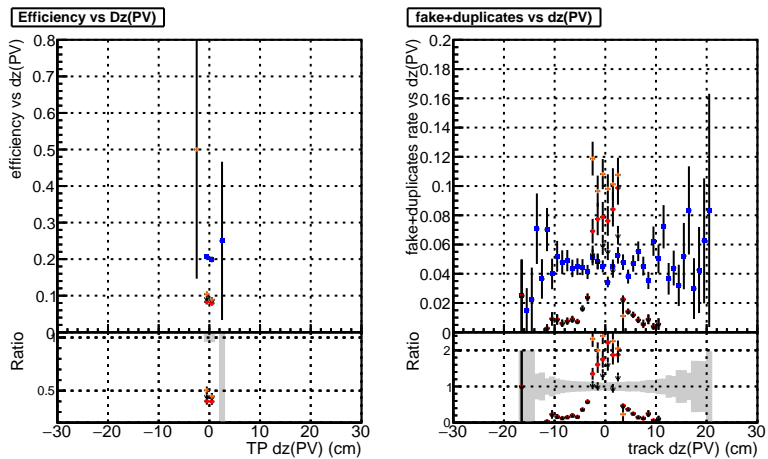 Efficiency vs Dz(PV)
efficiency vs dz(PV)
0.8
0.7
0.6
0.5
0.4
0.3
0.2
0.1
0
Ratio
1
0.5
−30 −20 −10 0 10 20 30
TP dz(PV) (cm)
fake+duplicates vs dz(PV)
fake+duplicates rate vs dz(PV)
0.2
0.18
0.16
0.14
0.12
0.1
0.08
0.06
0.04
0.02
0
Ratio
2
1
0
−30 −20 −10 0 10 20 30
track dz(PV) (cm)